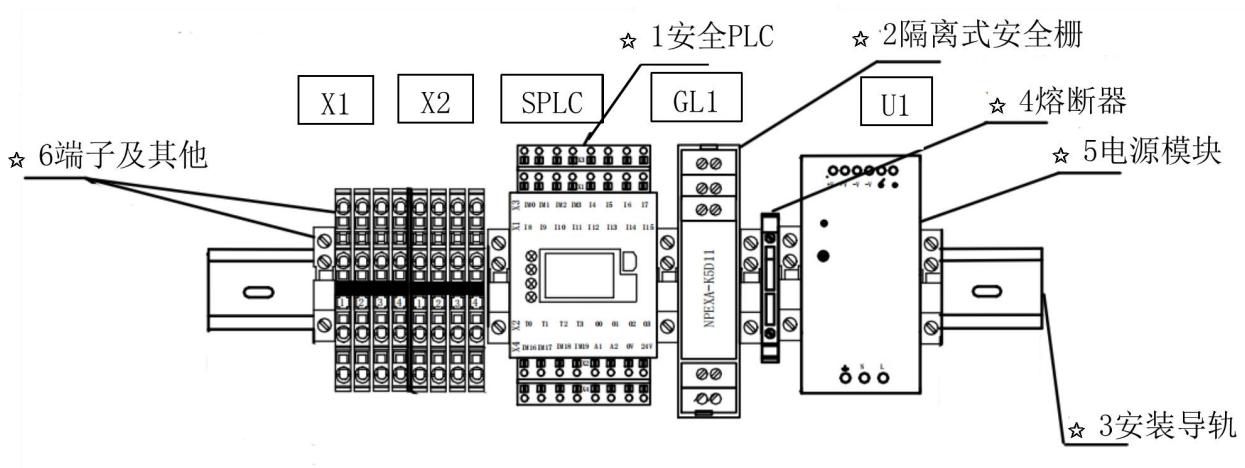 ☆ 1安全PLC
☆ 2隔离式安全栅
X1 X2 SPLC GL1 U1
☆ 4熔断器
☆ 6端子及其他
☆ 5电源模块
X3 IM0 IM1 IM2 IM3 I4 I5 I6 I7
X1 I8 I9 I10 I11 I12 I13 I14 I15
NPEXA-K5D11
1 2 3 4 1 2 3 4
X2 T0 T1 T2 T3 O0 O1 O2 O3
X4 IM16 IM17 IM18 IM19 A1 A2 0V 24V
N L
☆ 3安装导轨